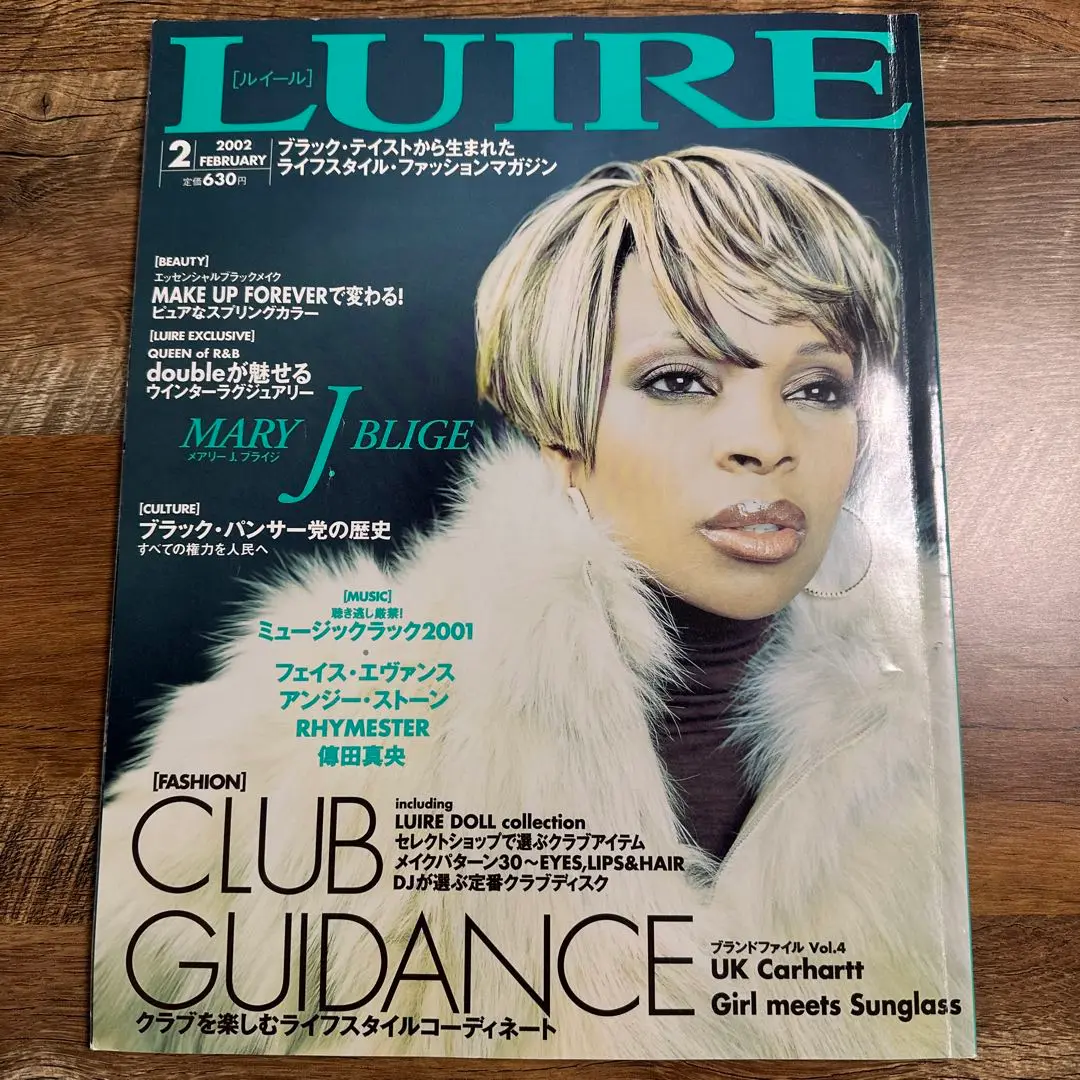 LUIRE
[ルイール]
2 2002 FEBRUARY
定価630円
ブラック・テイストから生まれた
ライフスタイル・ファッションマガジン
[BEAUTY]
エッセンシャルブラックメイク
MAKE UP FOREVERで変わる!
ピュアなスプリングカラー
[LUIRE EXCLUSIVE]
QUEEN of R&B
doubleが魅せる
ウインターラグジュアリー
MARY J. BLIGE
メアリー J. ブライジ
[CULTURE]
ブラック・パンサー党の歴史
すべての権力を人民へ
[MUSIC]
聴き逃し厳禁!
ミュージックラック2001
フェイス・エヴァンス
アンジー・ストーン
RHYMESTER
傳田真央
[FASHION]
CLUB
GUIDANCE
including
LUIRE DOLL collection
セレクトショップで選ぶクラブアイテム
メイクパターン30〜EYES,LIPS&HAIR
DJが選ぶ定番クラブディスク
クラブを楽しむライフスタイルコーディネート
ブランドファイル Vol.4
UK Carhartt
Girl meets Sunglass